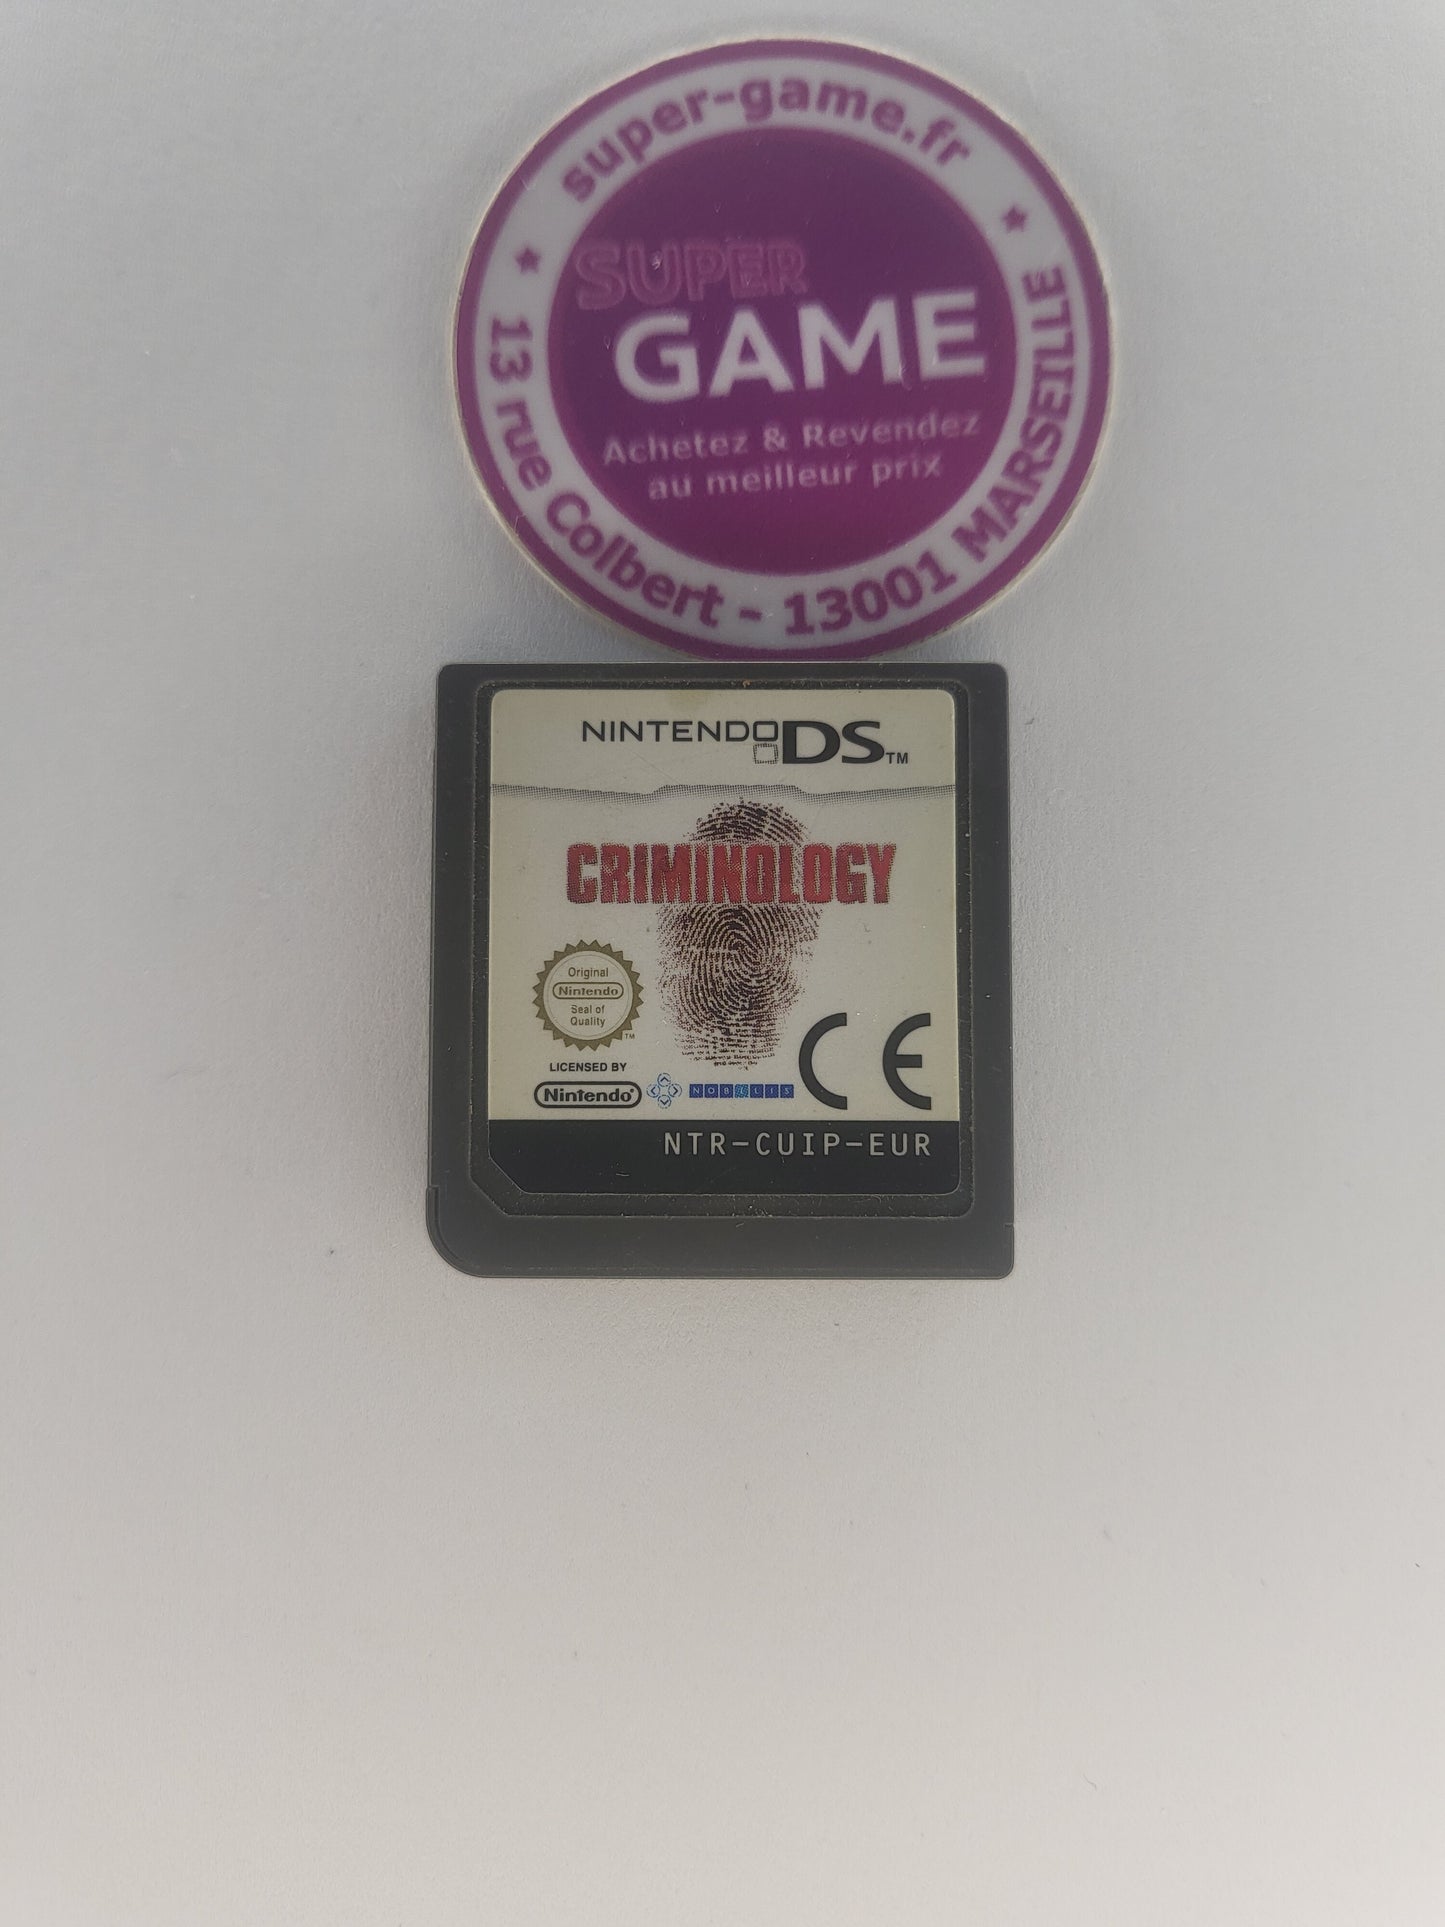 super-game.fr
SUPER
GAME
Achetez & Revendez
au meilleur prix
13 rue Colbert - 13001 MARSEILLE
NINTENDO DS TM
CRIMINOLOGY
Original
Nintendo
Seal of
Quality TM
LICENSED BY
Nintendo®
NOBILIS
CE
NTR-CUIP-EUR